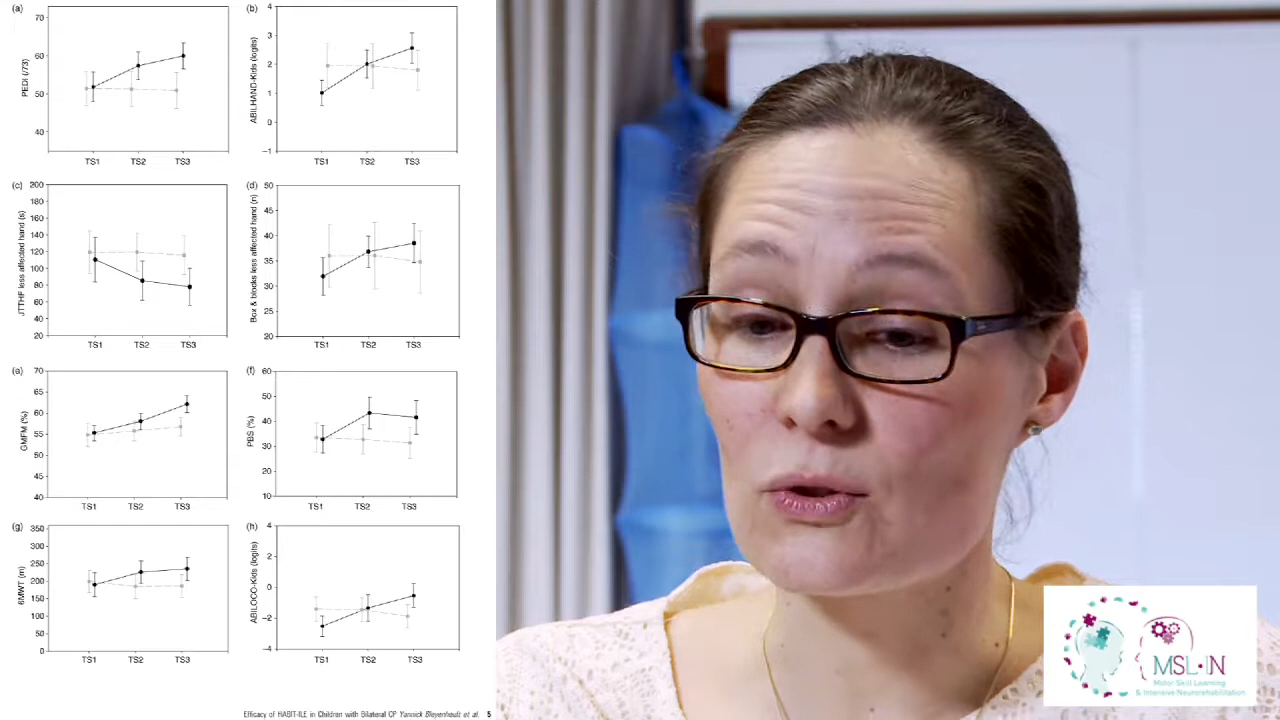 (a)
70
60
50
40
PEDI (/73)
TS1 TS2 TS3
(b)
4
3
2
1
0
−1
ABILHAND-Kids (logits)
TS1 TS2 TS3
(c)
200
180
160
140
120
100
80
60
40
20
JTTHF less affected hand (s)
TS1 TS2 TS3
(d)
50
45
40
35
30
25
20
Box & blocks less affected hand (n)
TS1 TS2 TS3
(e)
70
65
60
55
50
45
40
GMFM (%)
TS1 TS2 TS3
(f)
60
50
40
30
20
10
PBS (%)
TS1 TS2 TS3
(g)
350
300
250
200
150
100
50
0
6MWT (m)
TS1 TS2 TS3
(h)
4
2
0
−2
−4
ABILOCO-Kids (logits)
TS1 TS2 TS3
Efficacy of HABIT-ILE in Children with Bilateral CP Yannick Bleyenheuft et al. 5
MSL·IN
Motor Skill Learning
& Intensive Neurorehabilitation